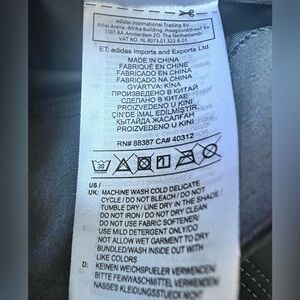 adidas International Trading BV
Atlas Arena -Afrika Building Hoogoorddreef 9a
1101 BA Amsterdam ZO The Netherlands
VAT NO. NL 8073.01.322.B.05
ET: adidas Imports and Exports Ltd
MADE IN CHINA
FABRIQUÉ EN CHINE
FABRICADO EN CHINA
FABRICADO NA CHINA
GYÁRTVA: KÍNA
ПРОИЗВЕДЕНО В КИТАЕ
СДЕЛАНО В КИТАЕ
ÇİN'DE İMAL EDİLMİŞTİR
PROIZVEDENO U KINI
ҚЫТАЙДА ЖАСАЛҒАН
PROIZVEDENO U KINI
RN# 88387 CA# 40312
30
US /
UK: MACHINE WASH COLD DELICATE
CYCLE / DO NOT BLEACH / DO NOT
TUMBLE DRY / LINE DRY IN THE SHADE /
DO NOT IRON / DO NOT DRY CLEAN
DO NOT USE FABRIC SOFTENER/
USE MILD DETERGENT ONLY/DO
NOT ALLOW WET GARMENT TO DRY
BUNDLED/WASH INSIDE OUT WITH
LIKE COLORS
D: KEINEN WEICHSPUELER VERWENDEN
BITTE FEINWASCHMITTEL VERWENDEN
NASSES KLEIDUNGSSTÜCK NICHT